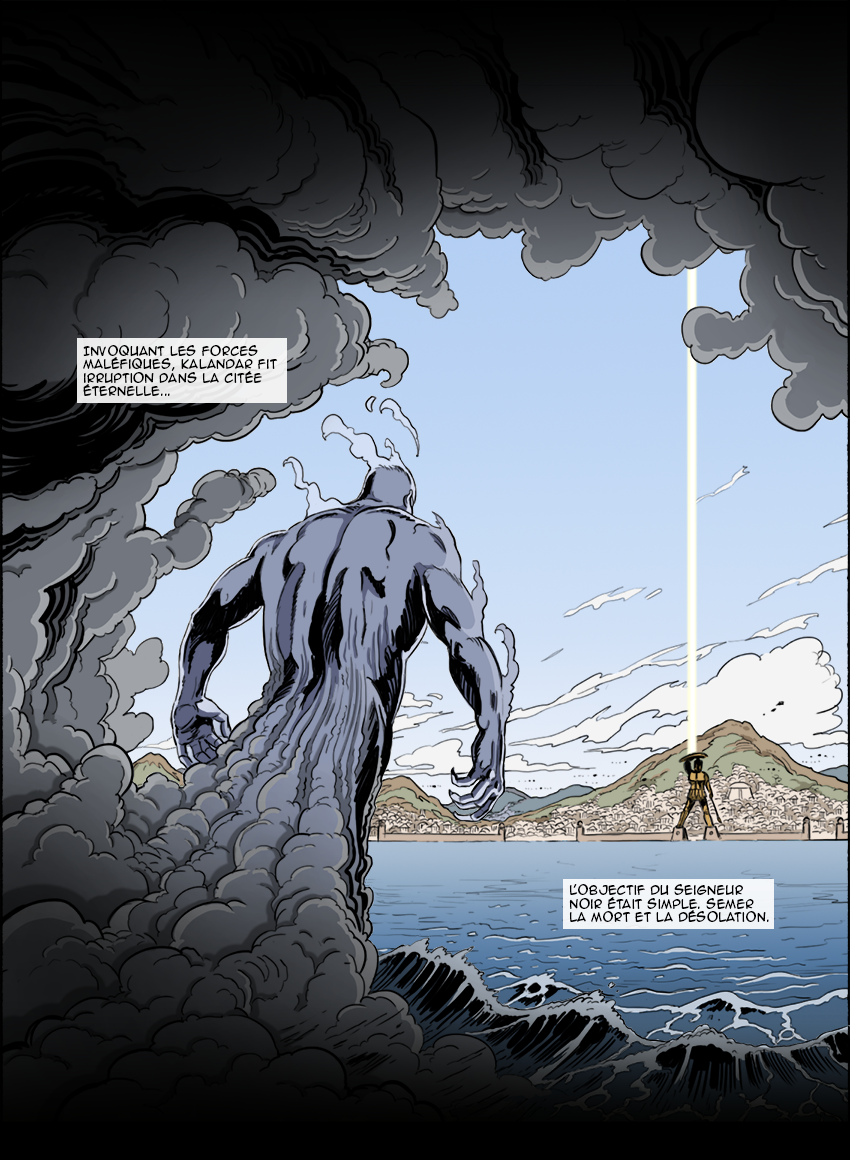 INVOQUANT LES FORCES
MALÉFIQUES, KALANDAR FIT
IRRUPTION DANS LA CITÉE
ÉTERNELLE...
L'OBJECTIF DU SEIGNEUR
NOIR ÉTAIT SIMPLE. SEMER
LA MORT ET LA DÉSOLATION.